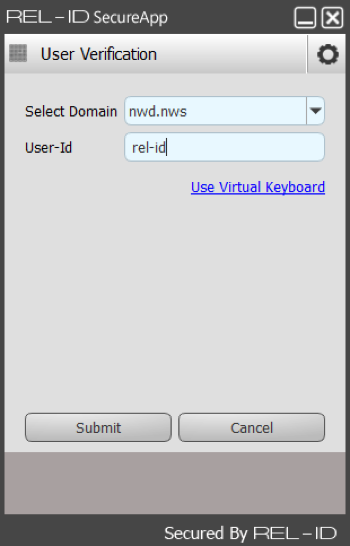 REL-ID SecureApp
User Verification
Select Domain nwd.nws
User-Id rel-id
Use Virtual Keyboard
Submit Cancel
Secured By REL-ID